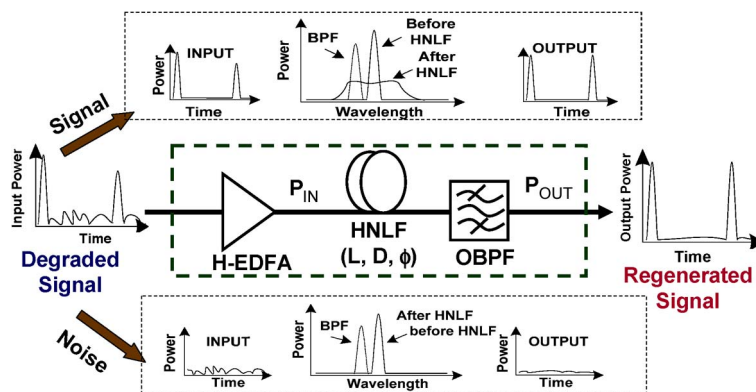 Signal
Power
INPUT
Time
Power
BPF
Before
HNLF
After
HNLF
Wavelength
Power
OUTPUT
Time
Input Power
Time
Degraded
Signal
H-EDFA
P_IN
HNLF
(L, D, ϕ)
OBPF
P_OUT
Output Power
Time
Regenerated
Signal
Noise
Power
INPUT
Time
Power
BPF
After HNLF
before HNLF
Wavelength
Power
OUTPUT
Time